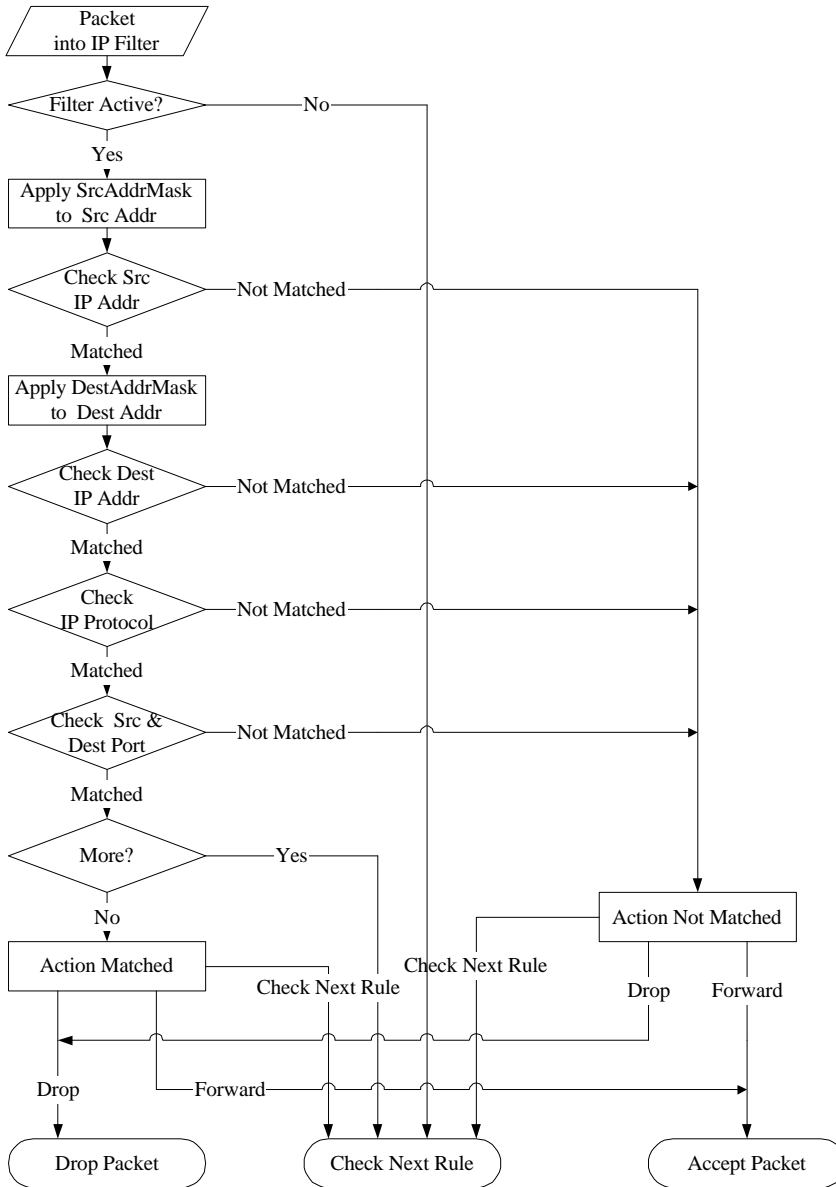 Packet
into IP Filter
Filter Active?
No
Yes
Apply SrcAddrMask
to Src Addr
Check Src
IP Addr
Not Matched
Matched
Apply DestAddrMask
to Dest Addr
Check Dest
IP Addr
Not Matched
Matched
Check
IP Protocol
Not Matched
Matched
Check Src &
Dest Port
Not Matched
Matched
More?
Yes
No
Action Matched
Check Next Rule
Action Not Matched
Check Next Rule
Drop
Forward
Drop
Forward
Drop Packet
Check Next Rule
Accept Packet